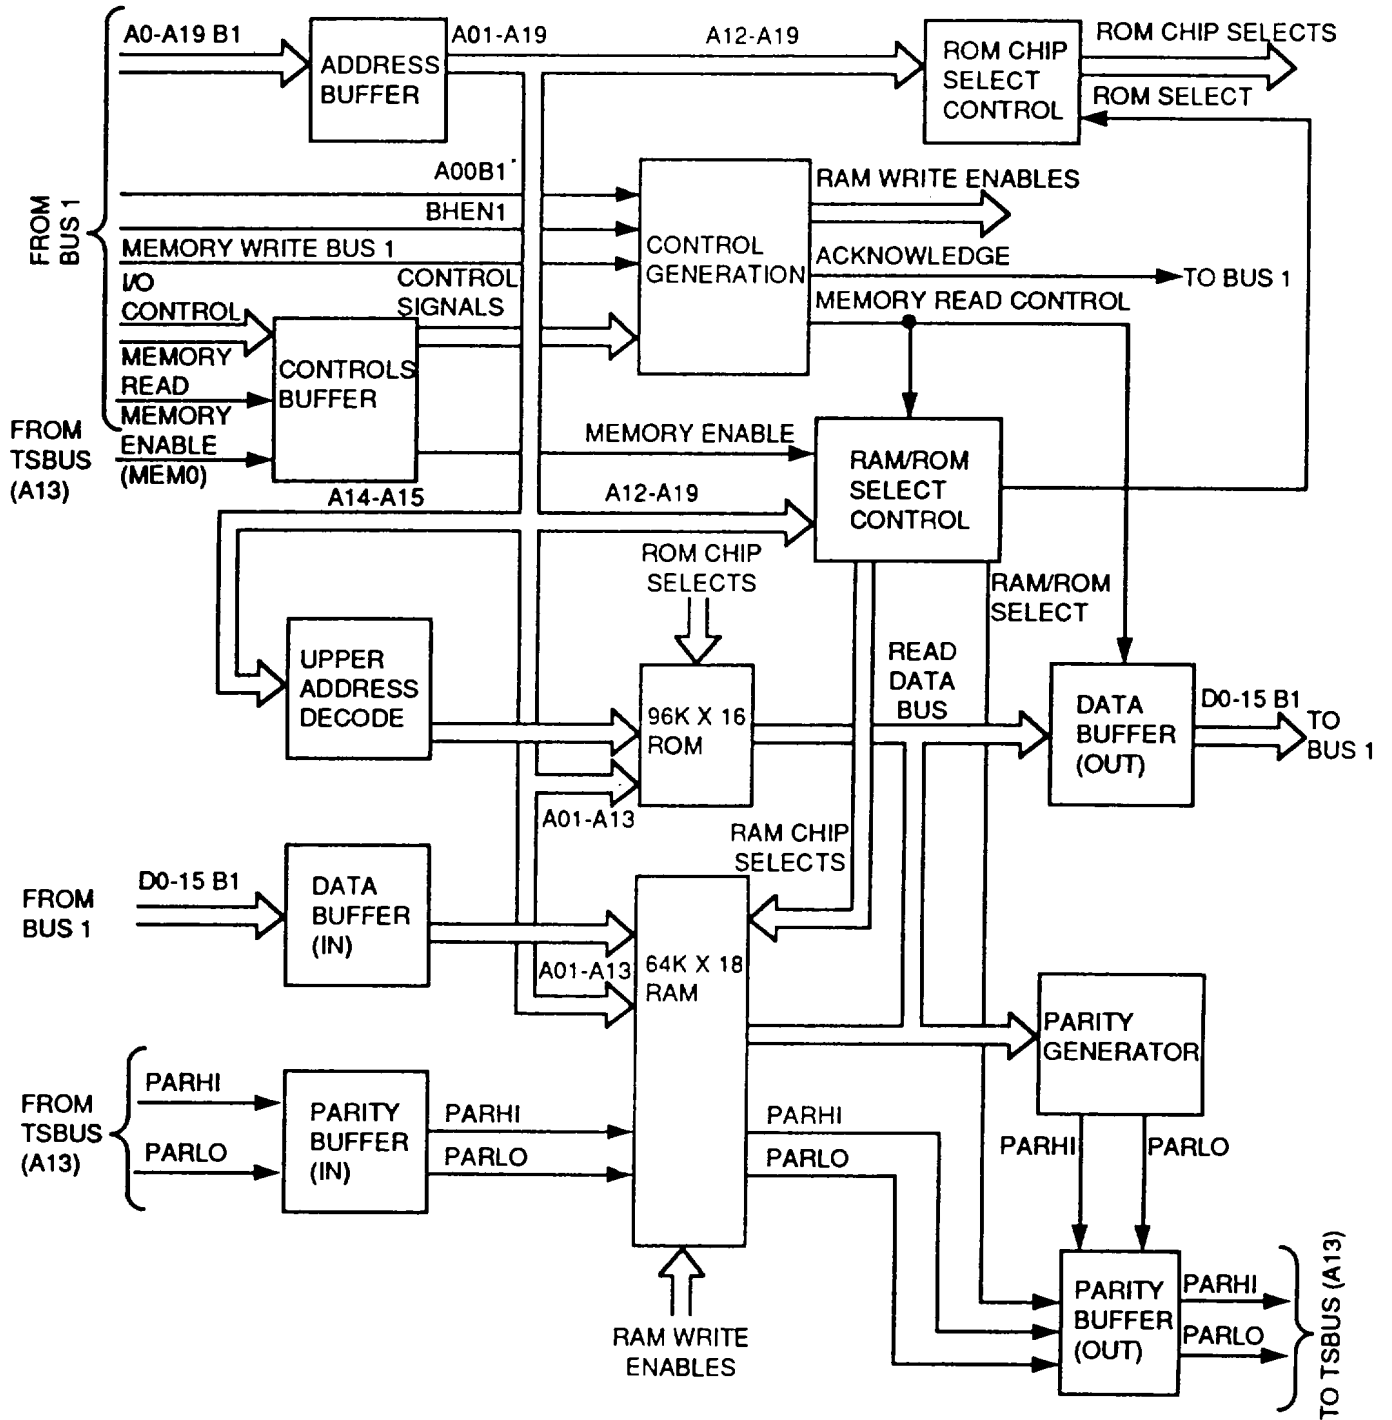 A0-A19 B1
ADDRESS
BUFFER
A01-A19
A12-A19
ROM CHIP
SELECT
CONTROL
ROM CHIP SELECTS
ROM SELECT
FROM
BUS 1
A00B1
BHEN1
MEMORY WRITE BUS 1
I/O
CONTROL
MEMORY
READ
MEMORY
ENABLE
(MEM0)
FROM
TSBUS
(A13)
CONTROLS
BUFFER
CONTROL
SIGNALS
CONTROL
GENERATION
RAM WRITE ENABLES
ACKNOWLEDGE
TO BUS 1
MEMORY READ CONTROL
MEMORY ENABLE
RAM/ROM
SELECT
CONTROL
A14-A15
A12-A19
ROM CHIP
SELECTS
RAM/ROM
SELECT
UPPER
ADDRESS
DECODE
96K X 16
ROM
READ
DATA
BUS
DATA
BUFFER
(OUT)
D0-15 B1
TO
BUS 1
A01-A13
RAM CHIP
SELECTS
FROM
BUS 1
D0-15 B1
DATA
BUFFER
(IN)
A01-A13
64K X 18
RAM
PARITY
GENERATOR
FROM
TSBUS
(A13)
PARHI
PARLO
PARITY
BUFFER
(IN)
PARHI
PARLO
PARHI
PARLO
PARHI
PARLO
RAM WRITE
ENABLES
PARITY
BUFFER
(OUT)
PARHI
PARLO
TO TSBUS (A13)